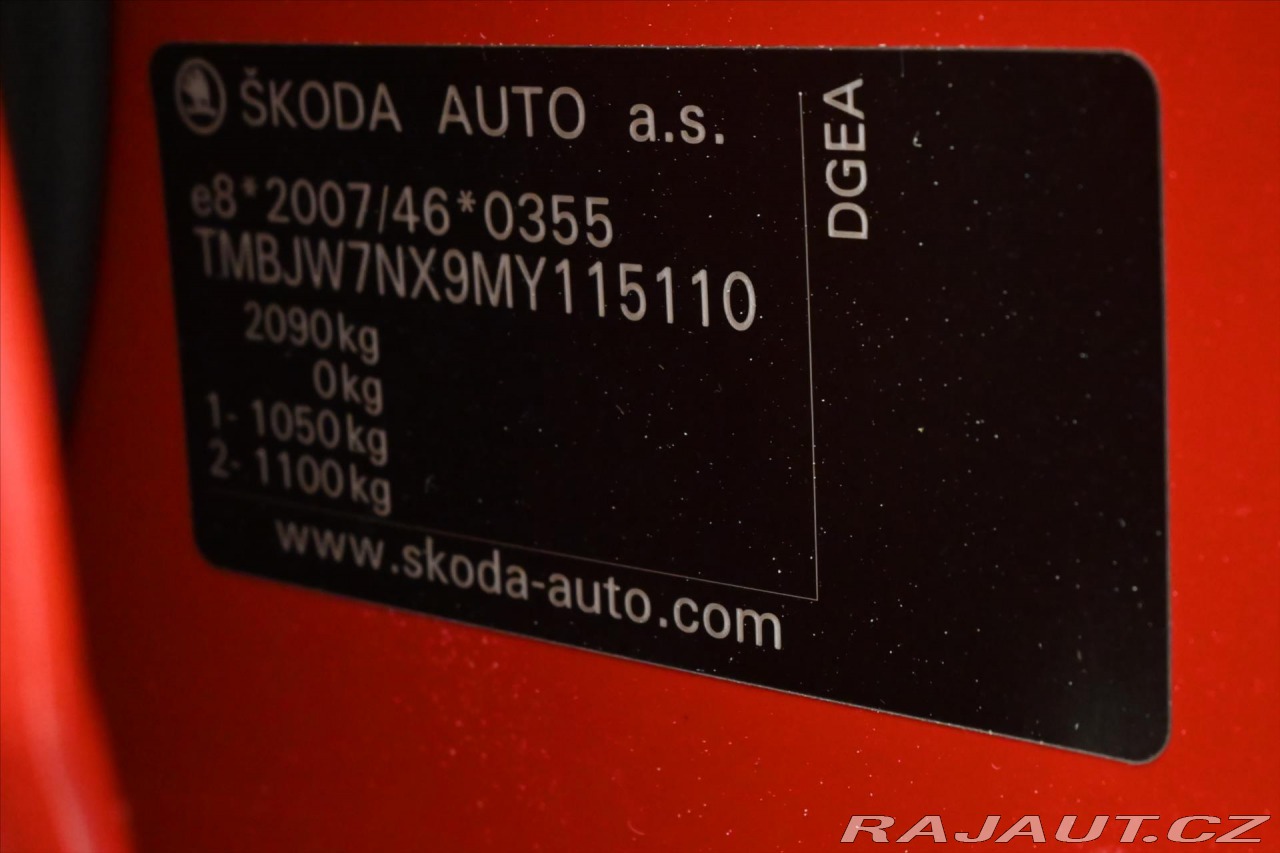 ŠKODA AUTO a.s.
e8*2007/46*0355
TMBJW7NX9MY115110
2090kg
0kg
1- 1050kg
2- 1100kg
www.skoda-auto.com
DGEA
RAJAUT.CZ